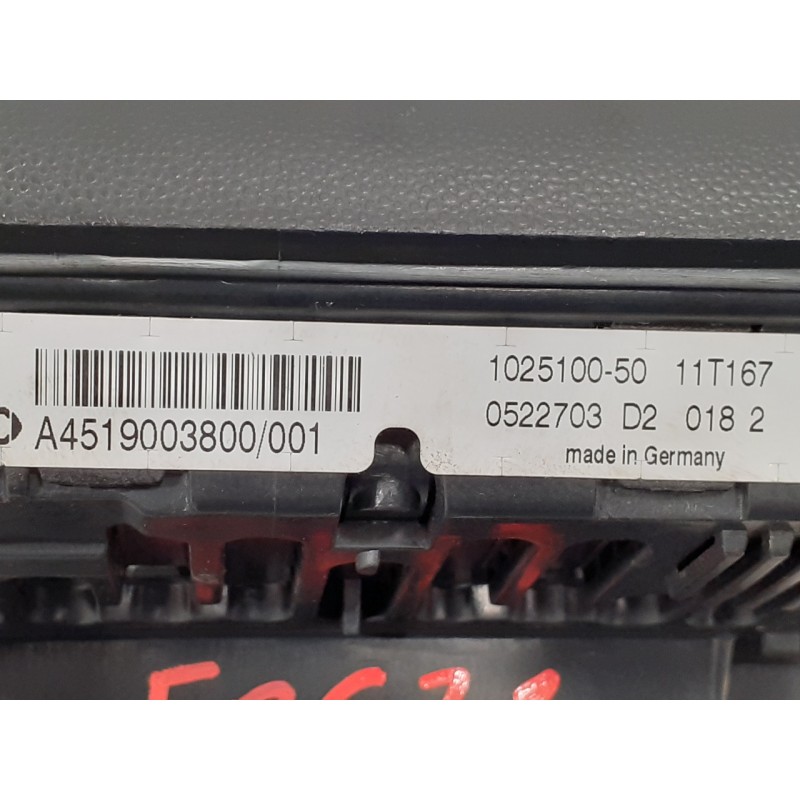 1025100-50 11T167
A4519003800/001
0522703 D2 018 2
made in Germany